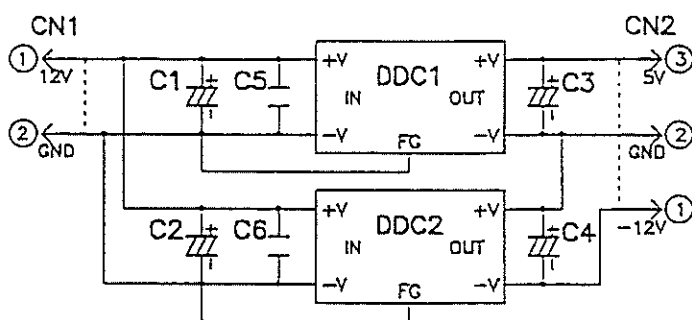 CN1 CN2
① +V DDC1 +V ③
12V C1 + C5 + C3 5V
IN OUT
② −V −V ②
GND FG GND
+V +V ①
C2 + C6 DDC2 + C4 −12V
IN OUT
−V −V
FG